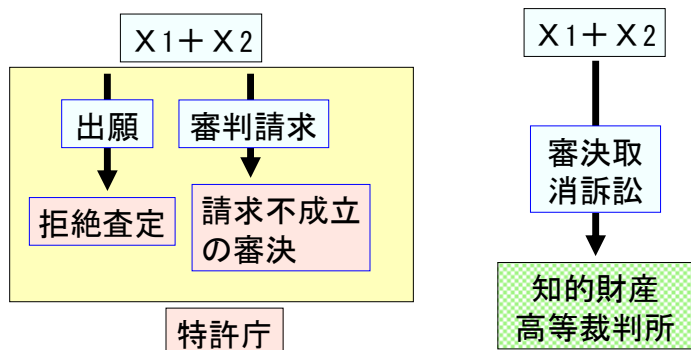 Ｘ1＋Ｘ2
出願
審判請求
拒絶査定
請求不成立
の審決
特許庁
Ｘ1＋Ｘ2
審決取
消訴訟
知的財産
高等裁判所